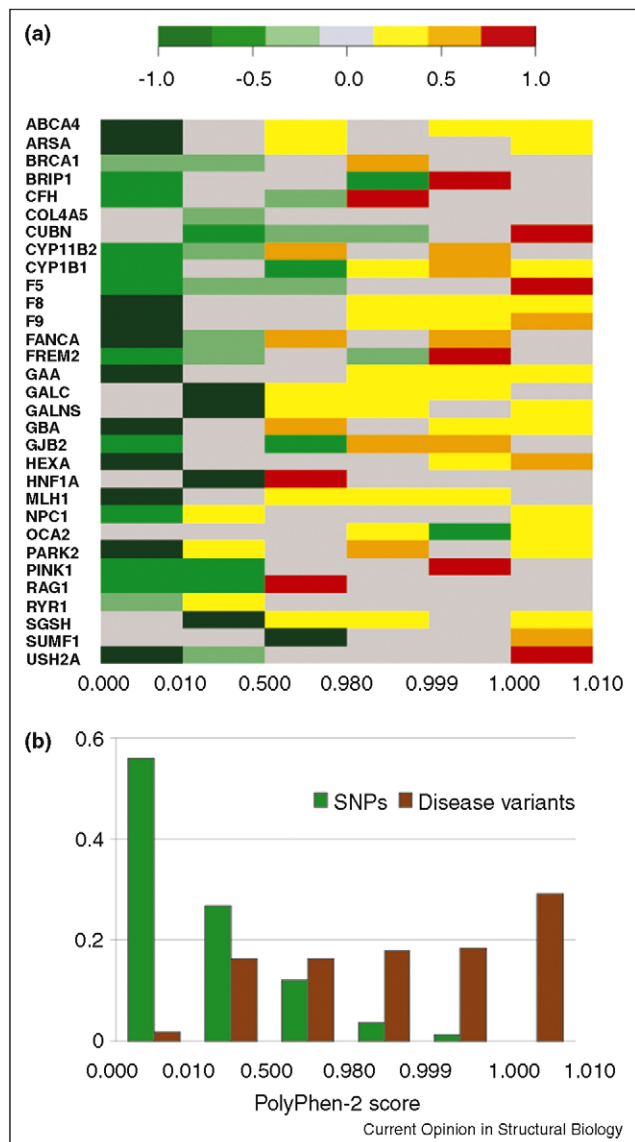 (a)
-1.0 -0.5 0.0 0.5 1.0
ABCA4
ARSA
BRCA1
BRIP1
CFH
COL4A5
CUBN
CYP11B2
CYP1B1
F5
F8
F9
FANCA
FREM2
GAA
GALC
GALNS
GBA
GJB2
HEXA
HNF1A
MLH1
NPC1
OCA2
PARK2
PINK1
RAG1
RYR1
SGSH
SUMF1
USH2A
0.000 0.010 0.500 0.980 0.999 1.000 1.010
(b)
0.6
SNPs Disease variants
0.4
0.2
0
0.000 0.010 0.500 0.980 0.999 1.000 1.010
PolyPhen-2 score
Current Opinion in Structural Biology